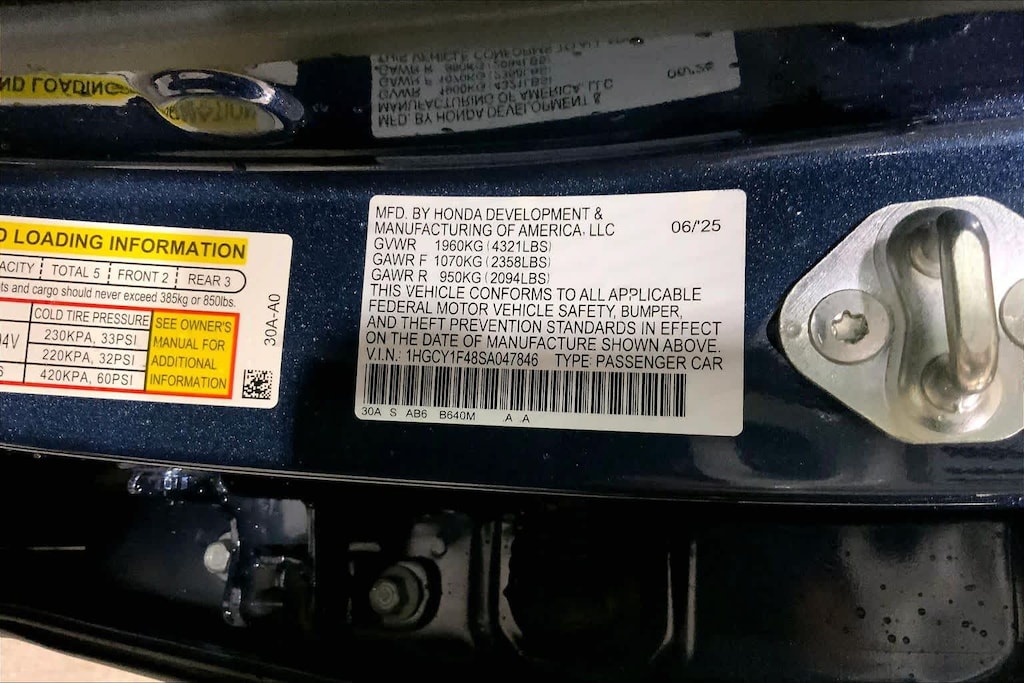 D LOADING INFORMATION
ACITY TOTAL 5 FRONT 2 REAR 3
nts and cargo should never exceed 385kg or 850lbs.
COLD TIRE PRESSURE
SEE OWNER'S
MANUAL FOR
ADDITIONAL
INFORMATION
94V 230KPA, 33PSI
220KPA, 32PSI
420KPA, 60PSI
30A-A0
MFD. BY HONDA DEVELOPMENT &
MANUFACTURING OF AMERICA, LLC
06/'25
GVWR 1960KG (4321LBS)
GAWR F 1070KG (2358LBS)
GAWR R 950KG (2094LBS)
THIS VEHICLE CONFORMS TO ALL APPLICABLE
FEDERAL MOTOR VEHICLE SAFETY, BUMPER,
AND THEFT PREVENTION STANDARDS IN EFFECT
ON THE DATE OF MANUFACTURE SHOWN ABOVE.
V.I.N.: 1HGCY1F48SA047846 TYPE: PASSENGER CAR
30A S AB6 B640M .A .A